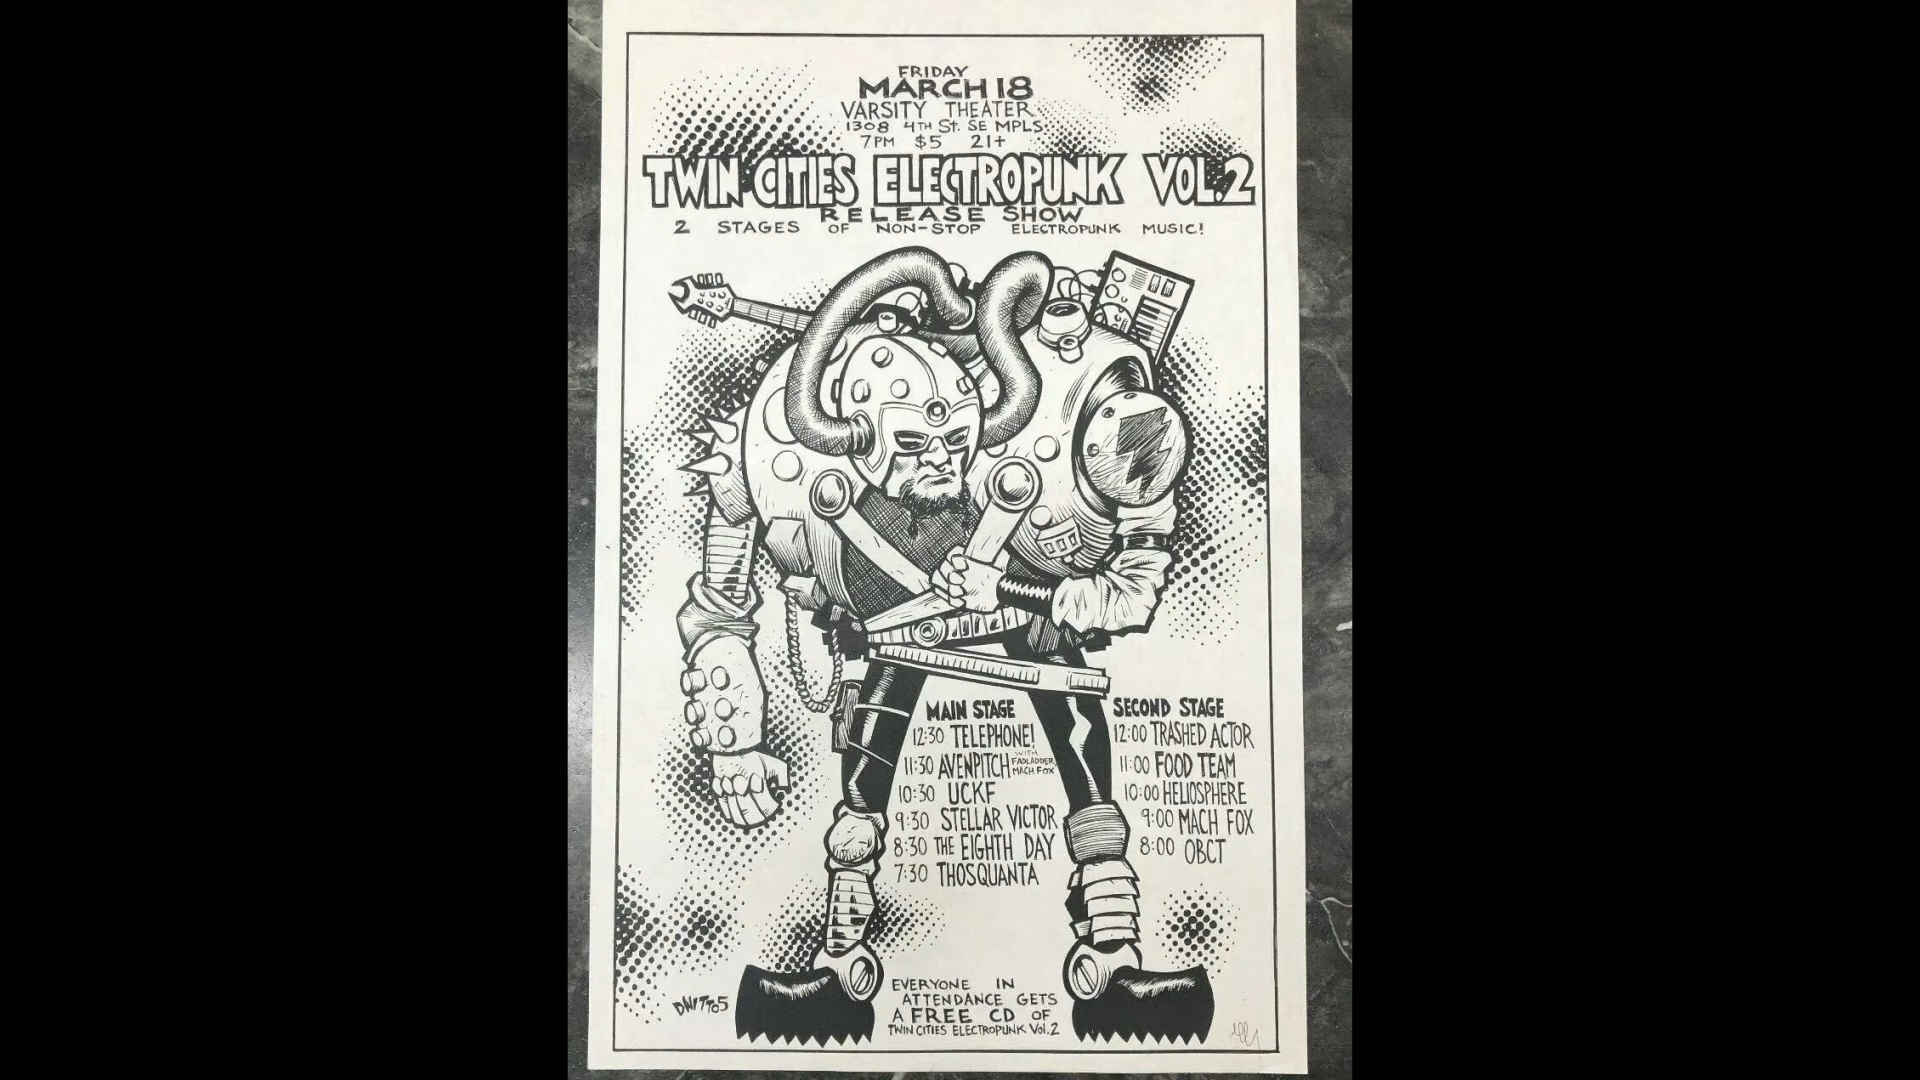 FRIDAY
MARCH 18
VARSITY THEATER
1308 4TH St. SE MPLS
7PM $5 21+
TWIN CITIES ELECTROPUNK VOL.2
RELEASE SHOW
2 STAGES OF NON-STOP ELECTROPUNK MUSIC!
MAIN STAGE
12:30 TELEPHONE!
11:30 AVENPITCH WITH FADLADDER MACH FOX
10:30 UCKF
9:30 STELLAR VICTOR
8:30 THE EIGHTH DAY
7:30 THOSQUANTA
SECOND STAGE
12:00 TRASHED ACTOR
11:00 FOOD TEAM
10:00 HELIOSPHERE
9:00 MACH FOX
8:00 OBCT
EVERYONE IN
ATTENDANCE GETS
A FREE CD OF
TWIN CITIES ELECTROPUNK Vol.2
DWITT05